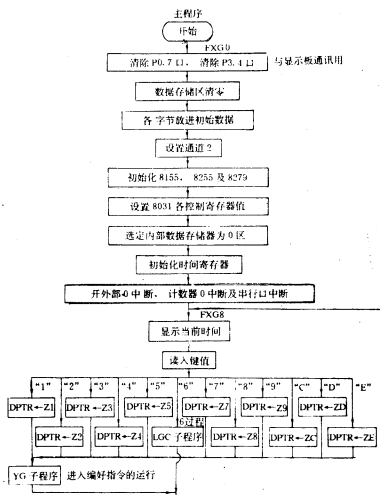 主程序
开始
FXG0
清除P0.7口、清除P3.4口
与显示板通讯用
数据存储区清零
各字节放进初始数据
设置通道2
初始化8155、8255及8279
设置8031各控制寄存器值
选定内部数据存储器为0区
初始化时间寄存器
开外部0中断、计数器0中断及串行口中断
FXG8
显示当前时间
读入键值
"1" "2" "3" "4" "5" "6" "7" "8" "9" "C" "D" "E"
6过程
DPTR←Z1 DPTR←Z3 DPTR←Z5 DPTR←Z7 DPTR←Z9 DPTR←ZD
DPTR←Z2 DPTR←Z4 LGC子程序 DPTR←Z8 DPTR←ZC DPTR←ZE
YG子程序 进入编好指令的运行